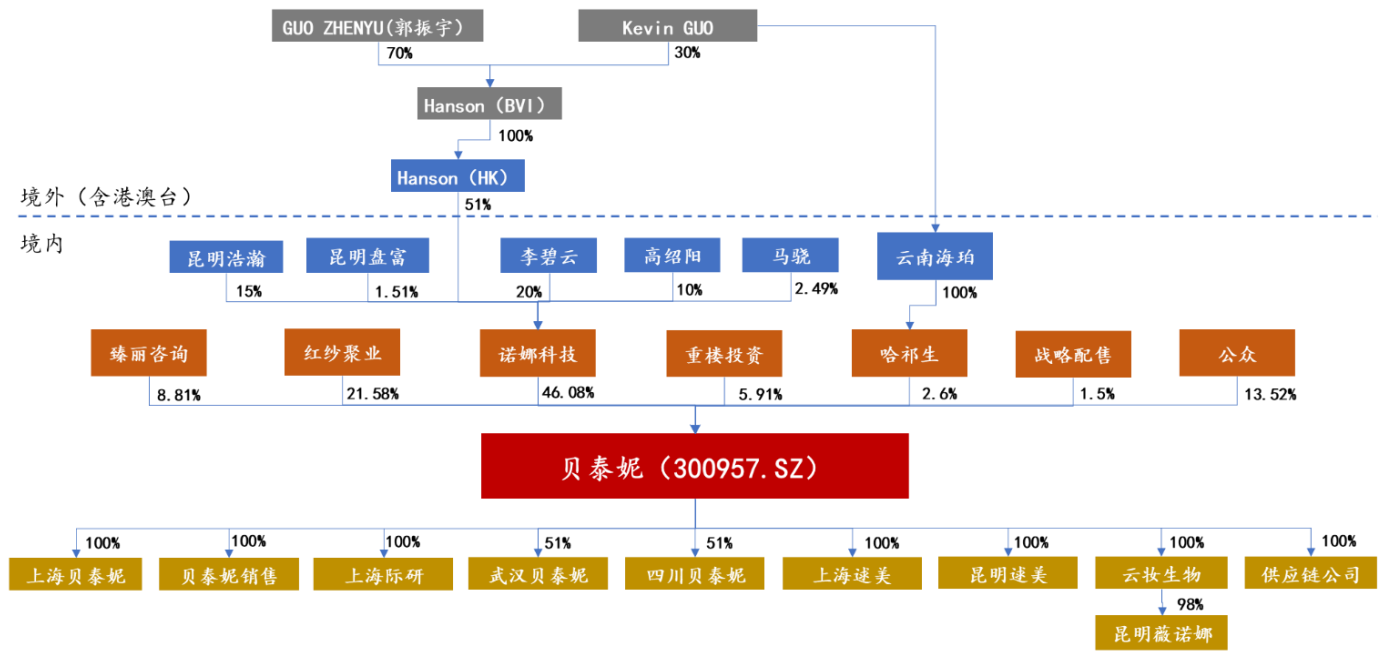 GUO ZHENYU(郭振宇)
Kevin GUO
70%
30%
Hanson（BVI）
100%
Hanson（HK）
境外（含港澳台）
51%
境内
昆明浩瀚
昆明盘富
李碧云
高绍阳
马骁
云南海珀
15%
1.51%
20%
10%
2.49%
100%
臻丽咨询
红纱聚业
诺娜科技
重楼投资
哈祁生
战略配售
公众
8.81%
21.58%
46.08%
5.91%
2.6%
1.5%
13.52%
贝泰妮（300957.SZ）
100%
100%
100%
51%
51%
100%
100%
100%
100%
上海贝泰妮
贝泰妮销售
上海际研
武汉贝泰妮
四川贝泰妮
上海逑美
昆明逑美
云妆生物
供应链公司
98%
昆明薇诺娜